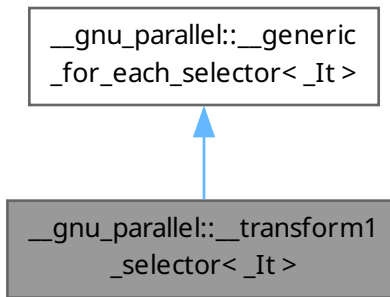 __gnu_parallel::__generic
_for_each_selector< _It >
__gnu_parallel::__transform1
_selector< _It >